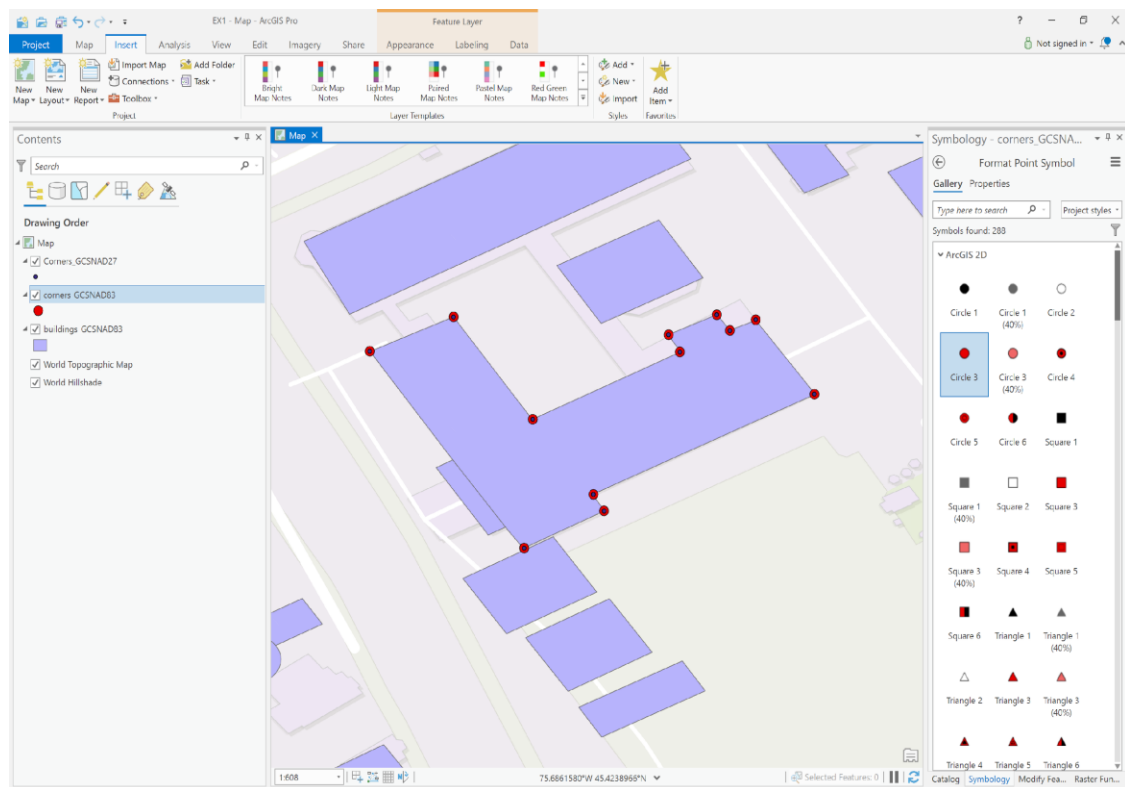 EX1 - Map - ArcGIS Pro
Feature Layer
?
Project Map Insert Analysis View Edit Imagery Share Appearance Labeling Data
Not signed in
New Map
New Layout
New Report
Import Map
Connections
Toolbox
Add Folder
Task
Project
Bright Map Notes
Dark Map Notes
Light Map Notes
Paired Map Notes
Pastel Map Notes
Red Green Map Notes
Layer Templates
Add
New
Import
Styles
Add Item
Favorites
Contents
Search
Drawing Order
Map
Corners_GCSNAD27
corners GCSNAD83
buildings GCSNAD83
World Topographic Map
World Hillshade
Map
1:608
75.6861580°W 45.4238966°N
Selected Features: 0
Symbology - corners_GCSNA...
Format Point Symbol
Gallery Properties
Type here to search
Project styles
Symbols found: 288
ArcGIS 2D
Circle 1
Circle 1 (40%)
Circle 2
Circle 3
Circle 3 (40%)
Circle 4
Circle 5
Circle 6
Square 1
Square 1 (40%)
Square 2
Square 3
Square 3 (40%)
Square 4
Square 5
Square 6
Triangle 1
Triangle 1 (40%)
Triangle 2
Triangle 3
Triangle 3 (40%)
Triangle 4
Triangle 5
Triangle 6
Catalog Symbology Modify Fea... Raster Fun...